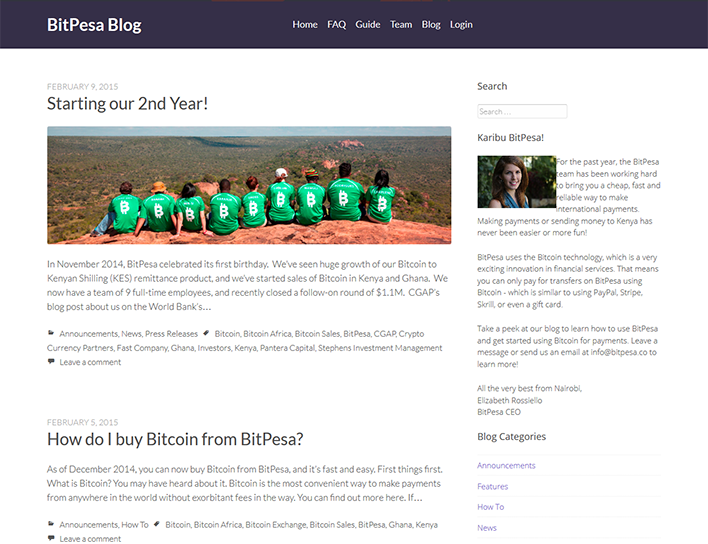 BitPesa Blog
Home FAQ Guide Team Blog Login
FEBRUARY 9, 2015
Starting our 2nd Year!
In November 2014, BitPesa celebrated its first birthday. We've seen huge growth of our Bitcoin to
Kenyan Shilling (KES) remittance product, and we've started sales of Bitcoin in Kenya and Ghana. We
now have a team of 9 full-time employees, and recently closed a follow-on round of $1.1M. CGAP's
blog post about us on the World Bank's…
Announcements, News, Press Releases Bitcoin, Bitcoin Africa, Bitcoin Sales, BitPesa, CGAP, Crypto
Currency Partners, Fast Company, Ghana, Investors, Kenya, Pantera Capital, Stephens Investment Management
Leave a comment
FEBRUARY 5, 2015
How do I buy Bitcoin from BitPesa?
As of December 2014, you can now buy Bitcoin from BitPesa, and it's fast and easy. First things first.
What is Bitcoin? You may have heard about it. Bitcoin is the most convenient way to make payments
from anywhere in the world without exorbitant fees in the way. You can find out more here. If…
Announcements, How To Bitcoin, Bitcoin Africa, Bitcoin Exchange, Bitcoin Sales, BitPesa, Ghana, Kenya
Leave a comment
Search
Search …
Karibu BitPesa!
For the past year, the BitPesa
team has been working hard
to bring you a cheap, fast and
reliable way to make
international payments.
Making payments or sending money to Kenya has
never been easier or more fun!
BitPesa uses the Bitcoin technology, which is a very
exciting innovation in financial services. That means
you can only pay for transfers on BitPesa using
Bitcoin - which is similar to using PayPal, Stripe,
Skrill, or even a gift card.
Take a peek at our blog to learn how to use BitPesa
and get started using Bitcoin for payments. Leave a
message or send us an email at info@bitpesa.co to
learn more!
All the very best from Nairobi,
Elizabeth Rossiello
BitPesa CEO
Blog Categories
Announcements
Features
How To
News